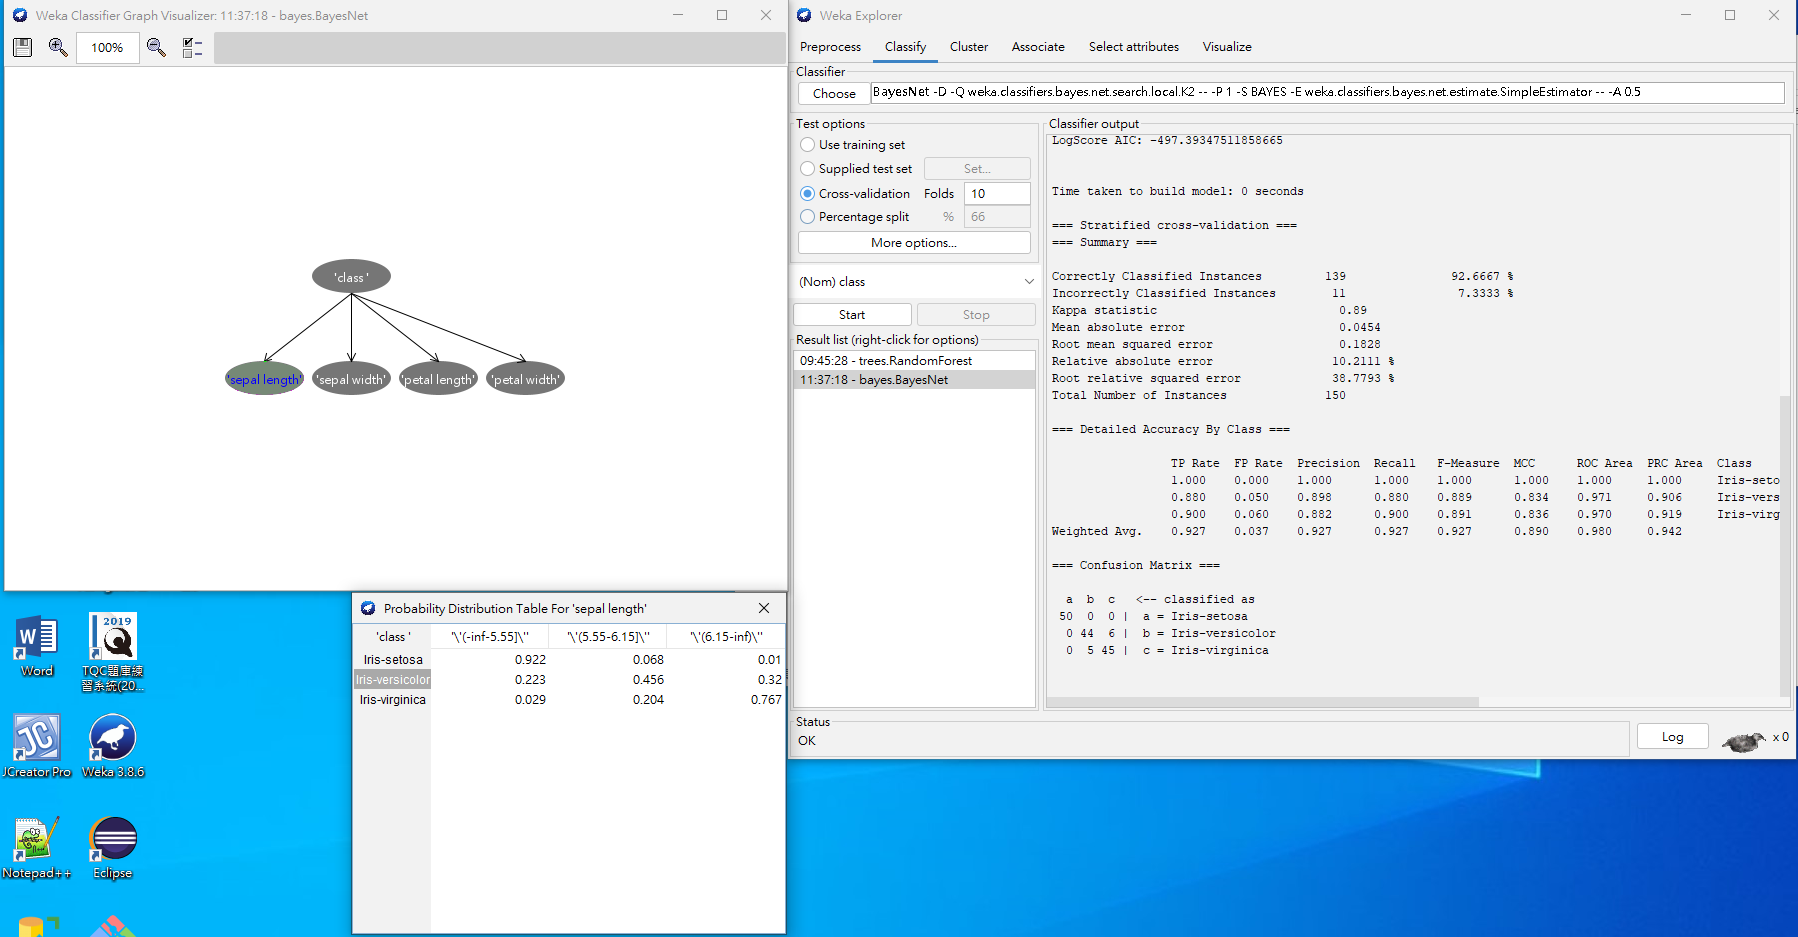 Weka Classifier Graph Visualizer: 11:37:18 - bayes.BayesNet
100%
'class '
'sepal length' 'sepal width' 'petal length' 'petal width'
Word
2019
TQC題庫練
習系統(20...
JCreator Pro
Weka 3.8.6
Notepad++
Eclipse
Probability Distribution Table For 'sepal length'
'class ' '\'(-inf-5.55]\'' '\'(5.55-6.15]\'' '\'(6.15-inf)\''
Iris-setosa 0.922 0.068 0.01
Iris-versicolor 0.223 0.456 0.32
Iris-virginica 0.029 0.204 0.767
Weka Explorer
Preprocess Classify Cluster Associate Select attributes Visualize
Classifier
Choose BayesNet -D -Q weka.classifiers.bayes.net.search.local.K2 -- -P 1 -S BAYES -E weka.classifiers.bayes.net.estimate.SimpleEstimator -- -A 0.5
Test options
Use training set
Supplied test set Set...
Cross-validation Folds 10
Percentage split % 66
More options...
(Nom) class
Start Stop
Result list (right-click for options)
09:45:28 - trees.RandomForest
11:37:18 - bayes.BayesNet
Classifier output
LogScore AIC: -497.39347511858665
Time taken to build model: 0 seconds
=== Stratified cross-validation ===
=== Summary ===
Correctly Classified Instances 139 92.6667 %
Incorrectly Classified Instances 11 7.3333 %
Kappa statistic 0.89
Mean absolute error 0.0454
Root mean squared error 0.1828
Relative absolute error 10.2111 %
Root relative squared error 38.7793 %
Total Number of Instances 150
=== Detailed Accuracy By Class ===
TP Rate FP Rate Precision Recall F-Measure MCC ROC Area PRC Area Class
1.000 0.000 1.000 1.000 1.000 1.000 1.000 1.000 Iris-seto
0.880 0.050 0.898 0.880 0.889 0.834 0.971 0.906 Iris-vers
0.900 0.060 0.882 0.900 0.891 0.836 0.970 0.919 Iris-virg
Weighted Avg. 0.927 0.037 0.927 0.927 0.927 0.890 0.980 0.942
=== Confusion Matrix ===
a b c <-- classified as
50 0 0 | a = Iris-setosa
0 44 6 | b = Iris-versicolor
0 5 45 | c = Iris-virginica
Status
OK
Log
x 0